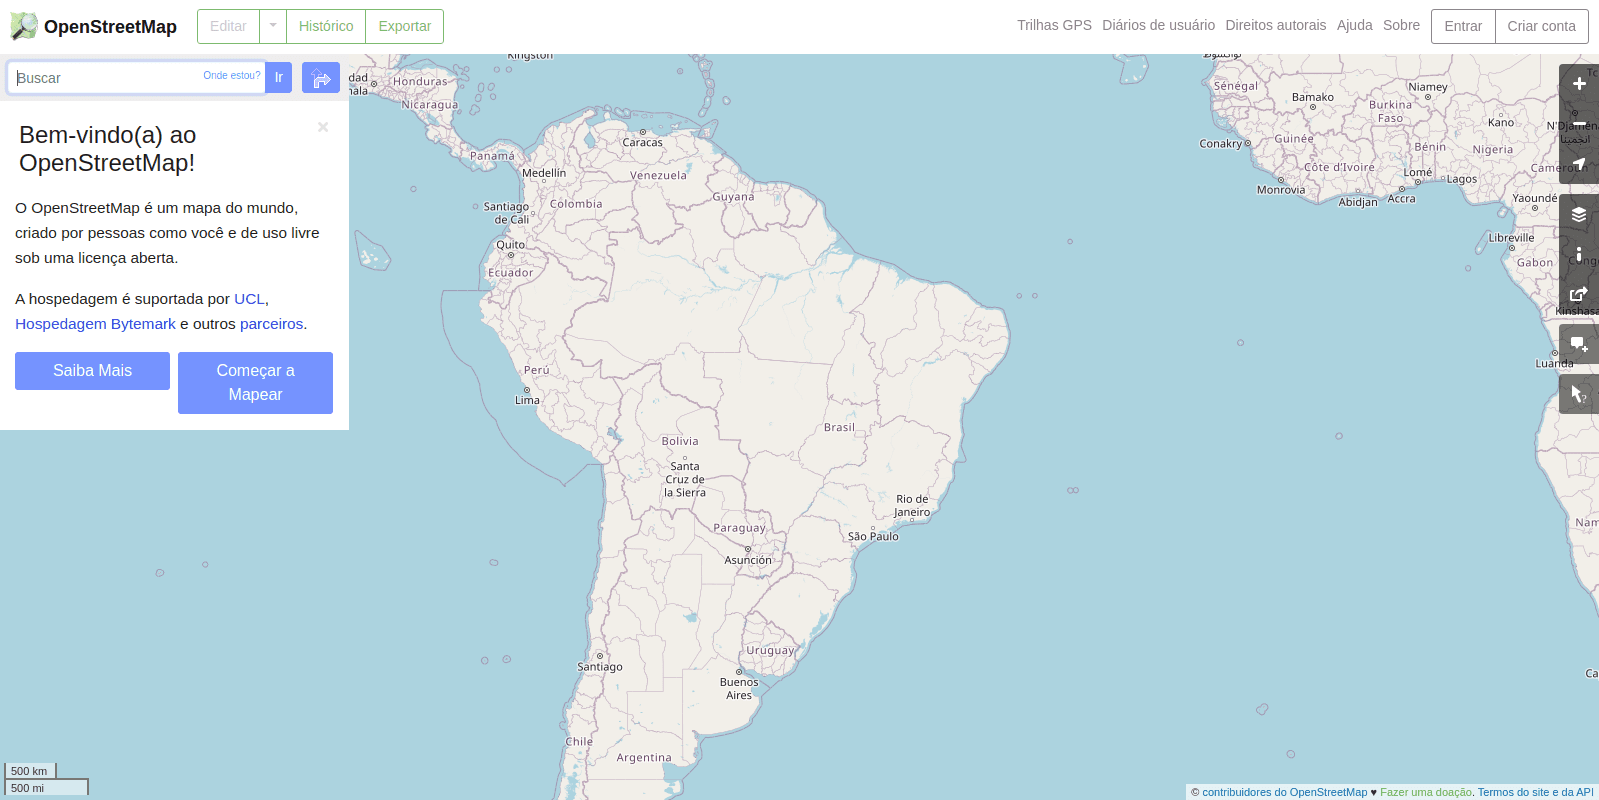 OpenStreetMap
Editar
Histórico
Exportar
Trilhas GPS
Diários de usuário
Direitos autorais
Ajuda
Sobre
Entrar
Criar conta
Buscar
Onde estou?
Ir
Bem-vindo(a) ao
OpenStreetMap!
×
O OpenStreetMap é um mapa do mundo,
criado por pessoas como você e de uso livre
sob uma licença aberta.
A hospedagem é suportada por UCL,
Hospedagem Bytemark e outros parceiros.
Saiba Mais
Começar a
Mapear
Kingston
Honduras
Nicaragua
Panamá
Caracas
Medellín
Venezuela
Guyana
Santiago
de Cali
Colombia
Quito
Ecuador
Perú
Lima
Brasil
Bolivia
Santa
Cruz de
la Sierra
Rio de
Janeiro
São Paulo
Paraguay
Asunción
Uruguay
Santiago
Buenos
Aires
Chile
Argentina
Sénégal
Bamako
Burkina
Faso
Niamey
Kano
Conakry
Guinée
Bénin
Nigeria
Côte d'Ivoire
Lomé
Lagos
Monrovia
Abidjan
Accra
Yaoundé
Libreville
Gabon
Kinshasa
Luanda
500 km
500 mi
© contribuidores do OpenStreetMap ♥ Fazer uma doação. Termos do site e da API